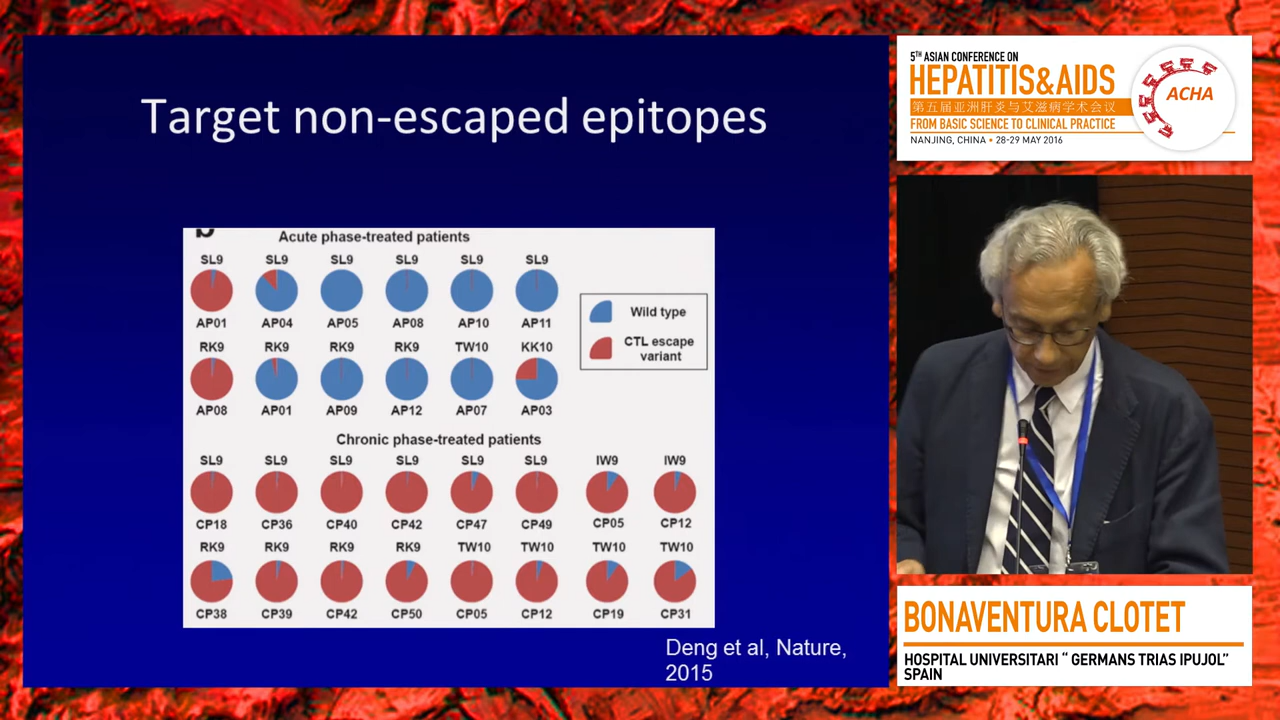 Target non-escaped epitopes
b
Acute phase-treated patients
SL9 SL9 SL9 SL9 SL9 SL9
AP01 AP04 AP05 AP08 AP10 AP11
RK9 RK9 RK9 RK9 TW10 KK10
AP08 AP01 AP09 AP12 AP07 AP03
Wild type
CTL escape
variant
Chronic phase-treated patients
SL9 SL9 SL9 SL9 SL9 SL9 IW9 IW9
CP18 CP36 CP40 CP42 CP47 CP49 CP05 CP12
RK9 RK9 RK9 RK9 TW10 TW10 TW10 TW10
CP38 CP39 CP42 CP50 CP05 CP12 CP19 CP31
Deng et al, Nature,
2015
5TH ASIAN CONFERENCE ON
HEPATITIS&AIDS
第五届亚洲肝炎与艾滋病学术会议
FROM BASIC SCIENCE TO CLINICAL PRACTICE
NANJING, CHINA • 28-29 MAY 2016
ACHA
BONAVENTURA CLOTET
HOSPITAL UNIVERSITARI “ GERMANS TRIAS IPUJOL”
SPAIN